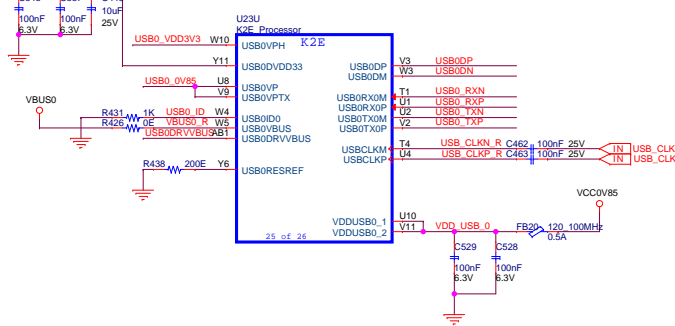 100nF 100nF 10uF
6.3V 6.3V 25V
U23U
K2E_Processor
K2E
USB0_VDD3V3 W10 USB0VPH
Y11 USB0DVDD33
USB0_0V85 U8 USB0VP
V9 USB0VPTX
VBUS0
R431 1K USB0_ID W4 USB0ID0
R426 0E VBUS0_R W5 USB0VBUS
USB0DRVVBUS AB1 USB0DRVVBUS
R438 200E Y6 USB0RESREF
USB0DP V3 USB0DP
USB0DM W3 USB0DN
USB0RX0M T1 USB0_RXN
USB0RX0P U1 USB0_RXP
USB0TX0M U2 USB0_TXN
USB0TX0P V2 USB0_TXP
USBCLKM T4 USB_CLKN_R C462 100nF 25V IN USB_CLK
USBCLKP U4 USB_CLKP_R C463 100nF 25V IN USB_CLK
VCC0V85
VDDUSB0_1 U10
VDDUSB0_2 V11 VDD_USB_0 FB20 120_100MHz
0.5A
25 of 26
C529 C528
100nF 100nF
6.3V 6.3V